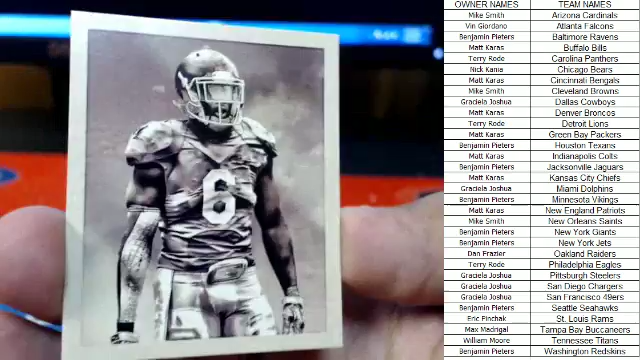 6
6
OWNER NAMES TEAM NAMES
Mike Smith Arizona Cardinals
Vin Giordano Atlanta Falcons
Benjamin Pieters Baltimore Ravens
Matt Karas Buffalo Bills
Terry Rode Carolina Panthers
Nick Kania Chicago Bears
Matt Karas Cincinnati Bengals
Mike Smith Cleveland Browns
Graciela Joshua Dallas Cowboys
Matt Karas Denver Broncos
Terry Rode Detroit Lions
Matt Karas Green Bay Packers
Benjamin Pieters Houston Texans
Matt Karas Indianapolis Colts
Benjamin Pieters Jacksonville Jaguars
Matt Karas Kansas City Chiefs
Graciela Joshua Miami Dolphins
Benjamin Pieters Minnesota Vikings
Matt Karas New England Patriots
Mike Smith New Orleans Saints
Benjamin Pieters New York Giants
Benjamin Pieters New York Jets
Dan Frazier Oakland Raiders
Terry Rode Philadelphia Eagles
Graciela Joshua Pittsburgh Steelers
Graciela Joshua San Diego Chargers
Graciela Joshua San Francisco 49ers
Benjamin Pieters Seattle Seahawks
Eric Pinchak St. Louis Rams
Max Madrigal Tampa Bay Buccaneers
William Moore Tennessee Titans
Benjamin Pieters Washington Redskins